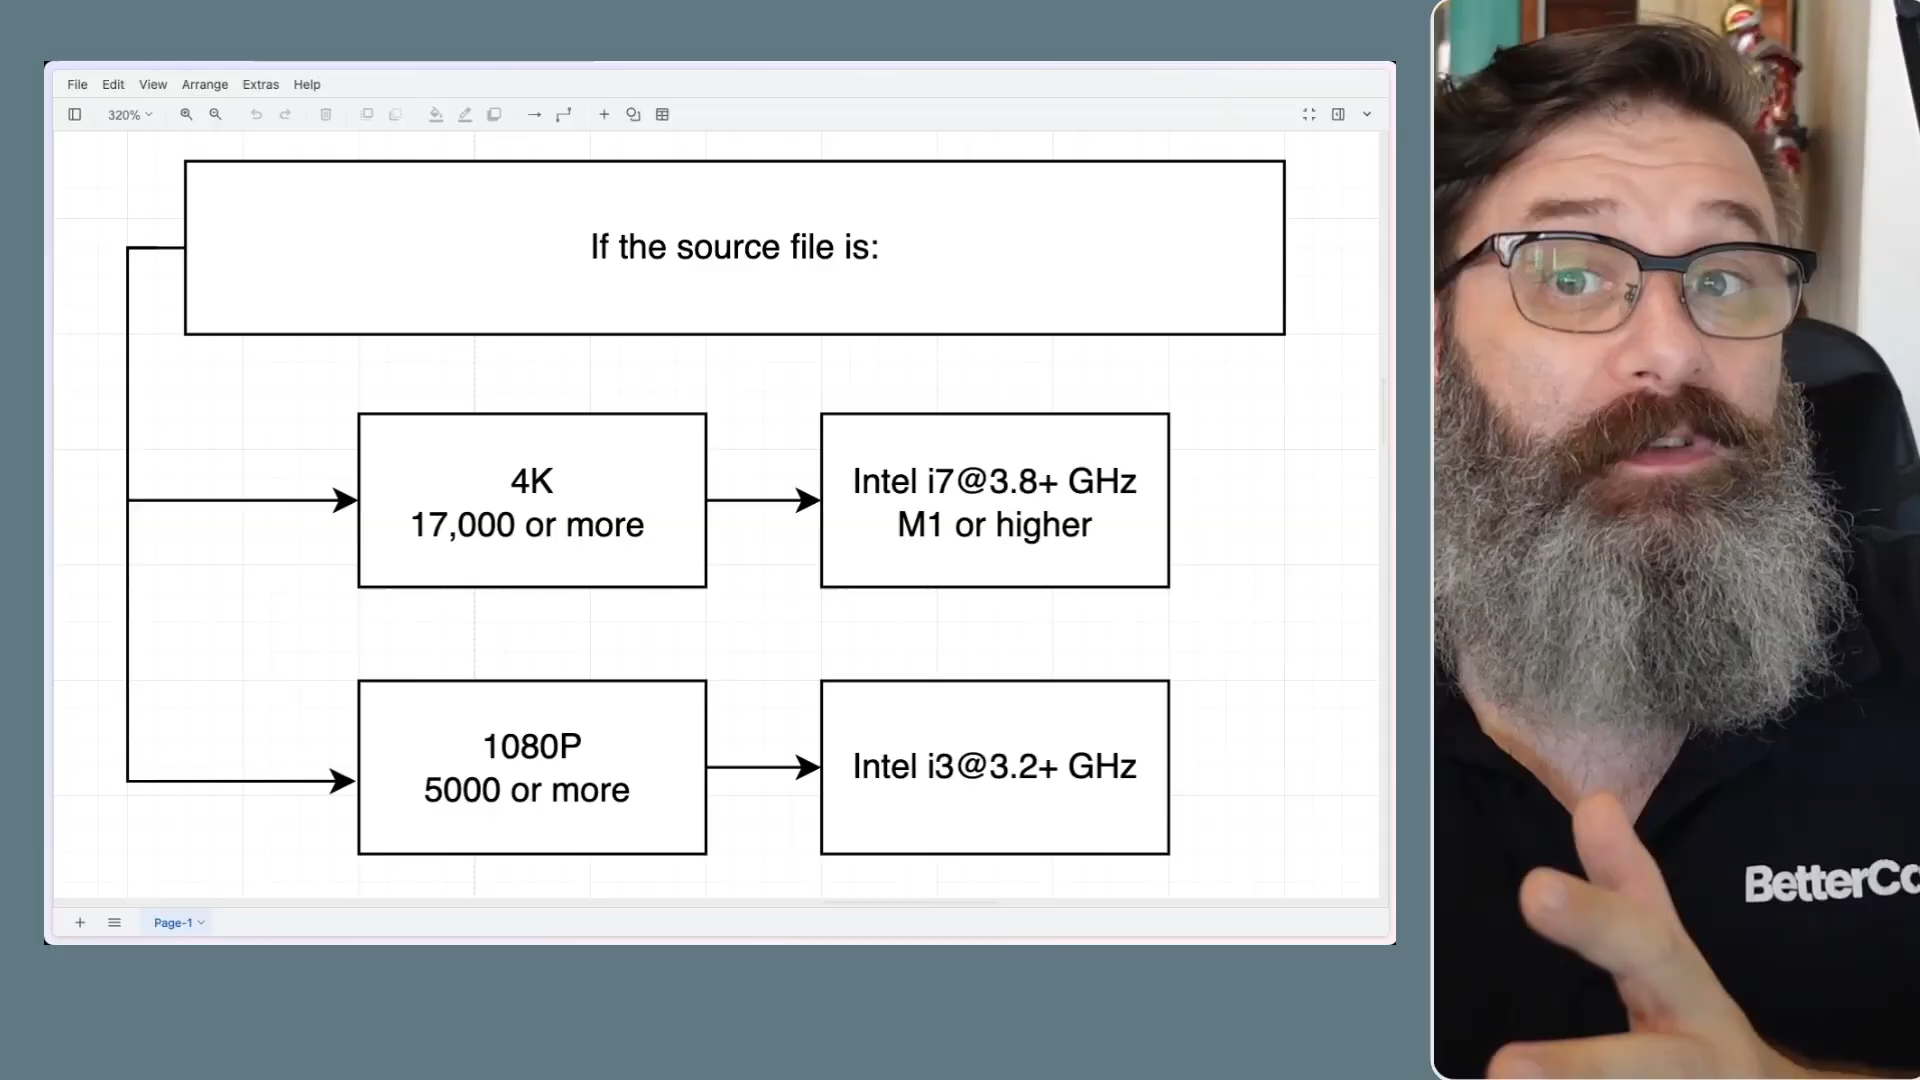 File Edit View Arrange Extras Help
320%
If the source file is:
4K
17,000 or more
Intel i7@3.8+ GHz
M1 or higher
1080P
5000 or more
Intel i3@3.2+ GHz
Page-1
BetterCo